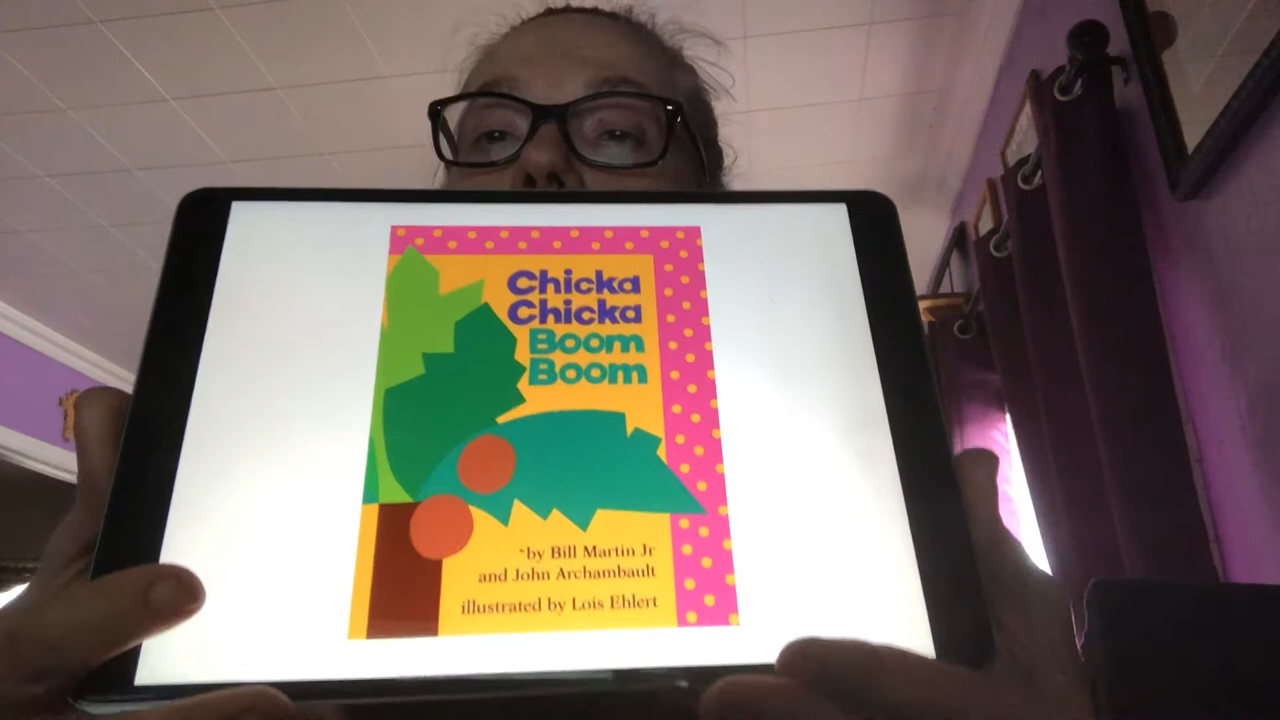 Chicka
Chicka
Boom
Boom
by Bill Martin Jr
and John Archambault
illustrated by Lois Ehlert